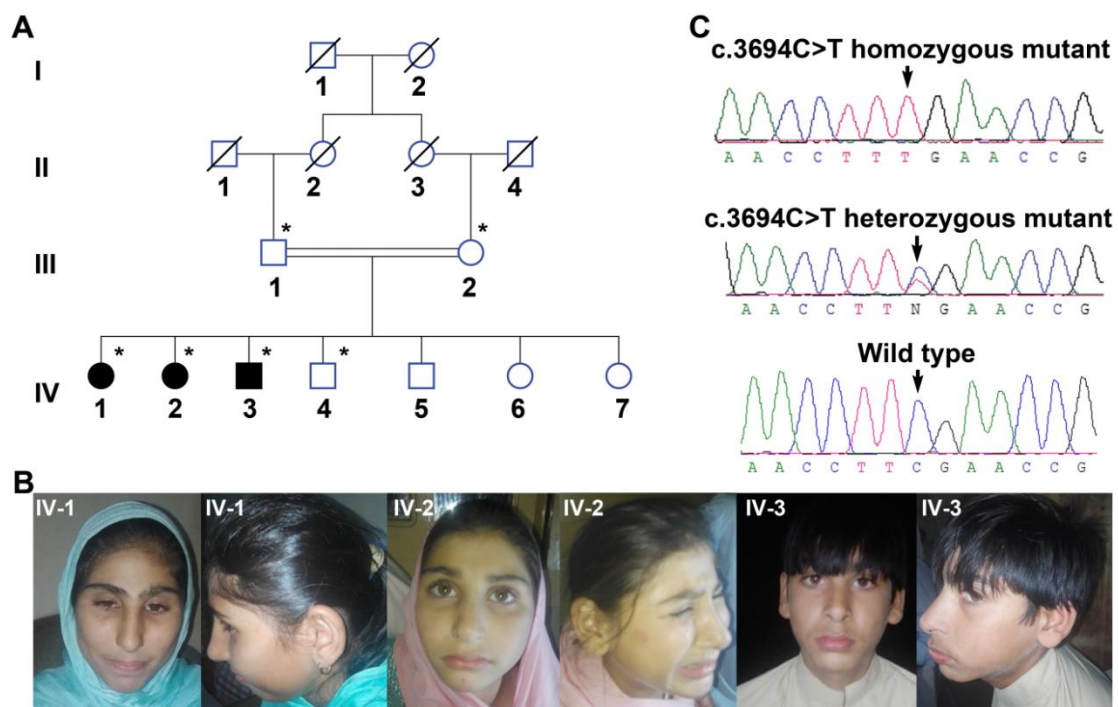 A
I
1 2
II
1 2 3 4
* *
III
1 2
* * * *
IV
1 2 3 4 5 6 7
C
c.3694C>T homozygous mutant
A A C C T T T G A A C C G
c.3694C>T heterozygous mutant
A A C C T T N G A A C C G
Wild type
A A C C T T C G A A C C G
B
IV-1 IV-1 IV-2 IV-2 IV-3 IV-3